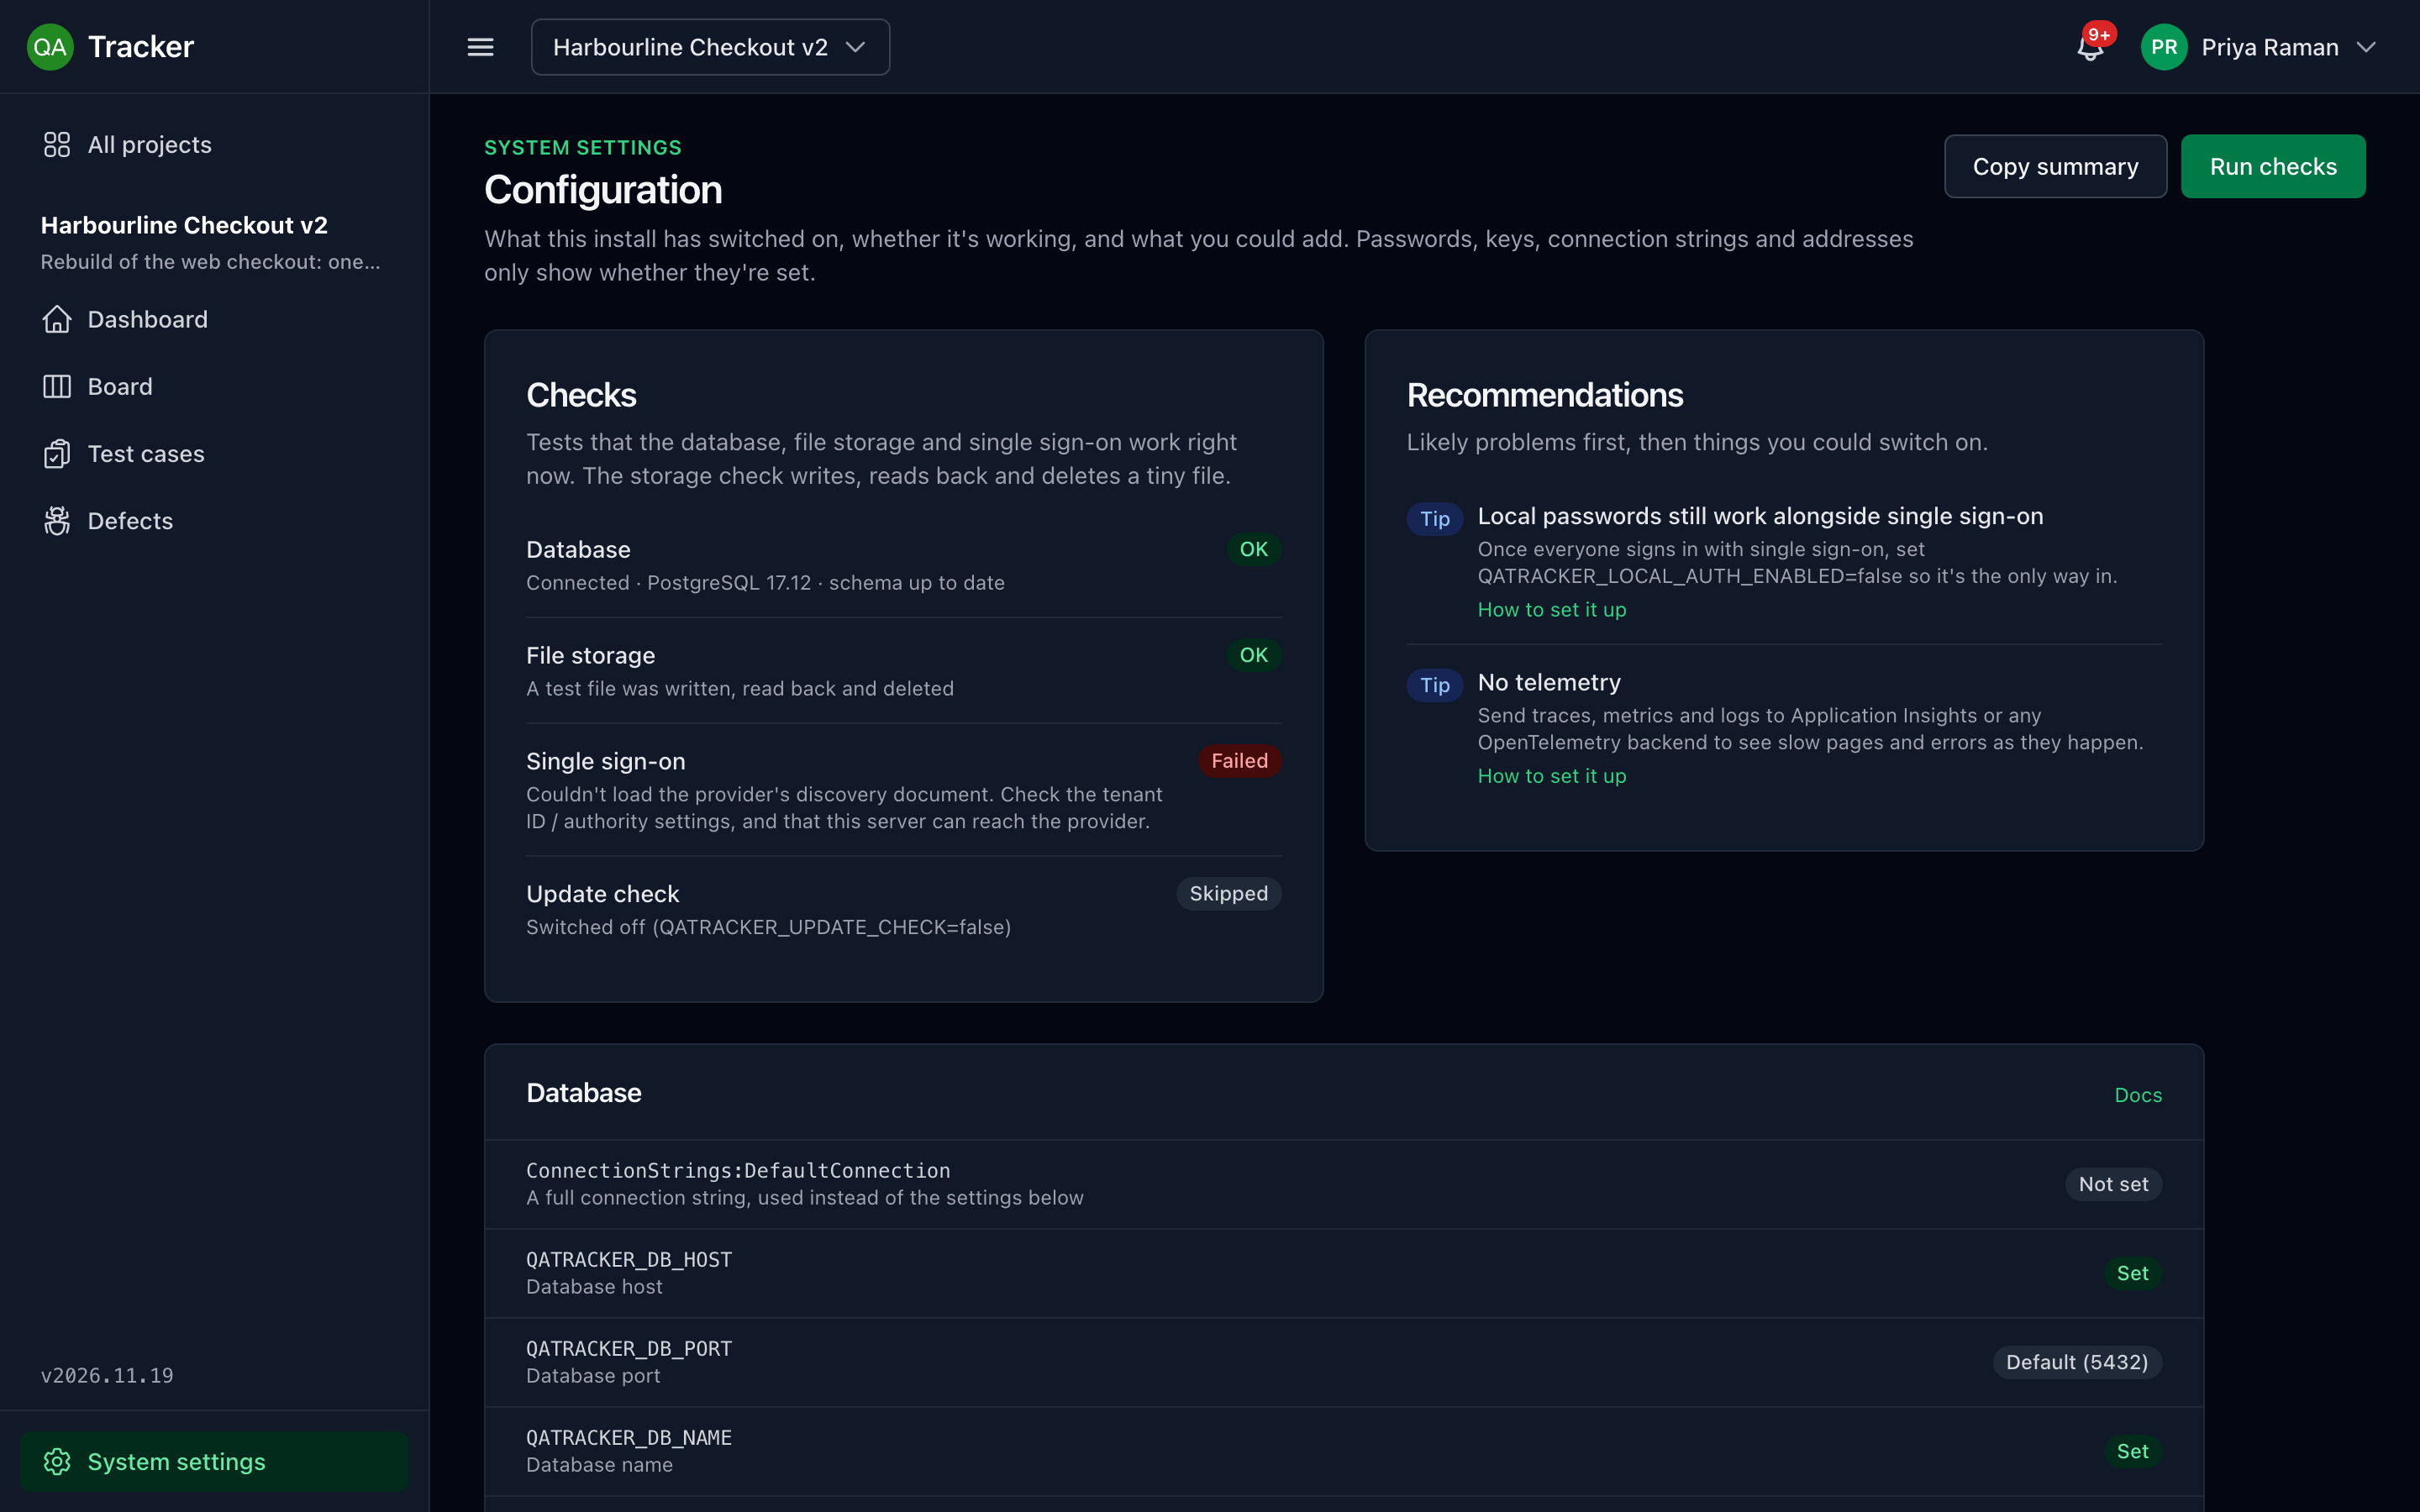 QA Tracker
Harbourline Checkout v2
9+
PR Priya Raman
All projects
Harbourline Checkout v2
Rebuild of the web checkout: one...
Dashboard
Board
Test cases
Defects
v2026.11.19
System settings
SYSTEM SETTINGS
Configuration
What this install has switched on, whether it's working, and what you could add. Passwords, keys, connection strings and addresses
only show whether they're set.
Copy summary
Run checks
Checks
Tests that the database, file storage and single sign-on work right
now. The storage check writes, reads back and deletes a tiny file.
Database OK
Connected · PostgreSQL 17.12 · schema up to date
File storage OK
A test file was written, read back and deleted
Single sign-on Failed
Couldn't load the provider's discovery document. Check the tenant
ID / authority settings, and that this server can reach the provider.
Update check Skipped
Switched off (QATRACKER_UPDATE_CHECK=false)
Recommendations
Likely problems first, then things you could switch on.
Tip Local passwords still work alongside single sign-on
Once everyone signs in with single sign-on, set
QATRACKER_LOCAL_AUTH_ENABLED=false so it's the only way in.
How to set it up
Tip No telemetry
Send traces, metrics and logs to Application Insights or any
OpenTelemetry backend to see slow pages and errors as they happen.
How to set it up
Database Docs
ConnectionStrings:DefaultConnection
A full connection string, used instead of the settings below
Not set
QATRACKER_DB_HOST
Database host
Set
QATRACKER_DB_PORT
Database port
Default (5432)
QATRACKER_DB_NAME
Database name
Set